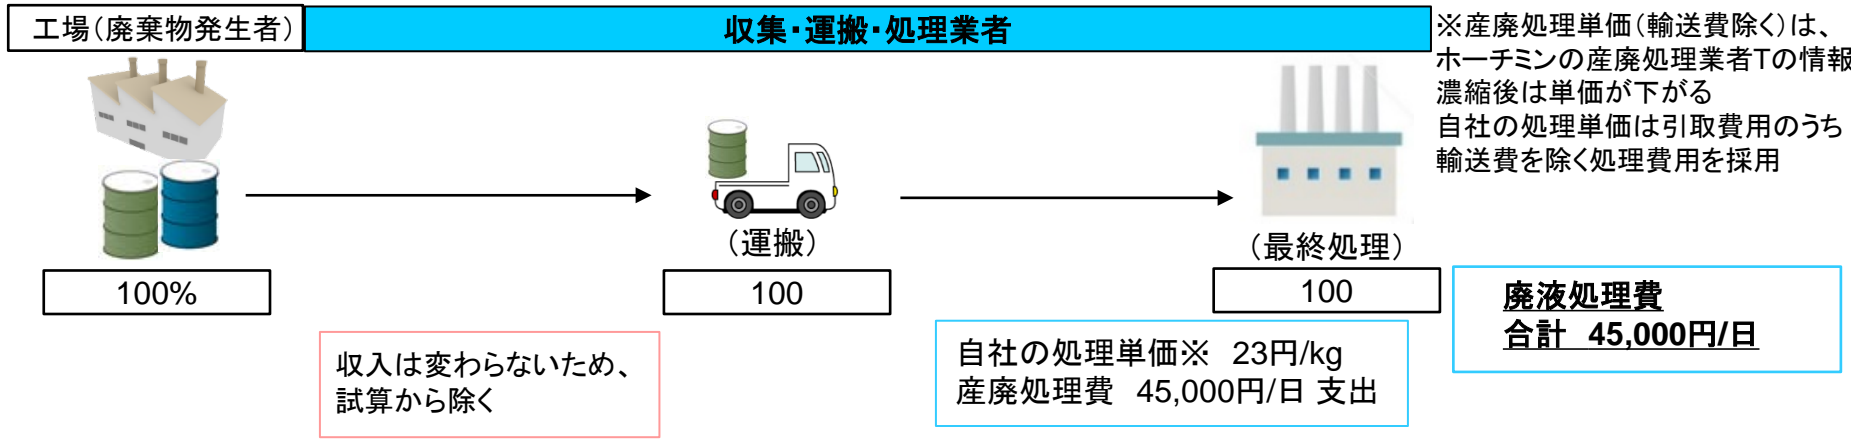 工場(廃棄物発生者)
収集・運搬・処理業者
※産廃処理単価(輸送費除く)は、
ホーチミンの産廃処理業者Tの情報
濃縮後は単価が下がる
自社の処理単価は引取費用のうち
輸送費を除く処理費用を採用
(運搬)
(最終処理)
100%
100
100
廃液処理費
合計 45,000円/日
収入は変わらないため、
試算から除く
自社の処理単価※ 23円/kg
産廃処理費 45,000円/日 支出